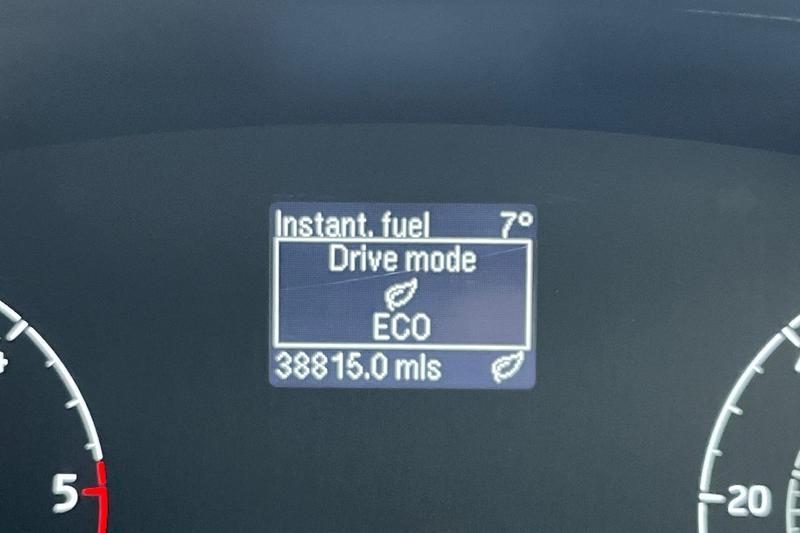 Instant. fuel 7°
Drive mode
ECO
38815.0 mls
5
20